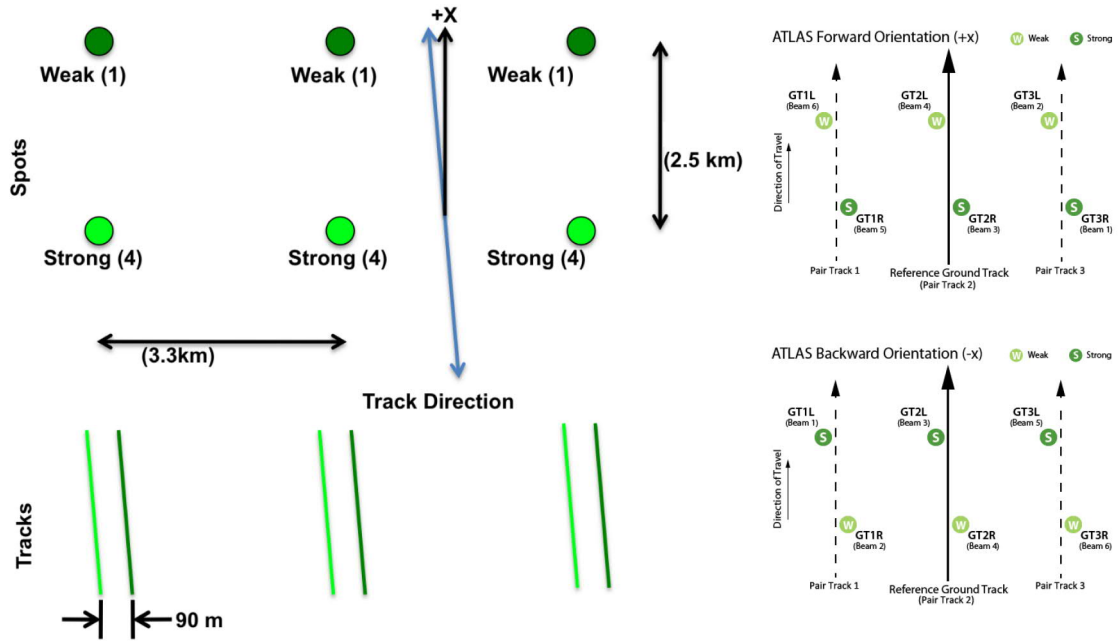 +X
Weak (1)
Weak (1)
Weak (1)
Spots
(2.5 km)
Strong (4)
Strong (4)
Strong (4)
(3.3km)
Track Direction
Tracks
90 m
ATLAS Forward Orientation (+x)
W Weak
S Strong
GT1L
(Beam 6)
GT2L
(Beam 4)
GT3L
(Beam 2)
W
W
W
Direction of Travel
S
S
S
GT1R
(Beam 5)
GT2R
(Beam 3)
GT3R
(Beam 1)
Pair Track 1
Reference Ground Track
(Pair Track 2)
Pair Track 3
ATLAS Backward Orientation (-x)
W Weak
S Strong
GT1L
(Beam 1)
GT2L
(Beam 3)
GT3L
(Beam 5)
S
S
S
Direction of Travel
W
W
W
GT1R
(Beam 2)
GT2R
(Beam 4)
GT3R
(Beam 6)
Pair Track 1
Reference Ground Track
(Pair Track 2)
Pair Track 3